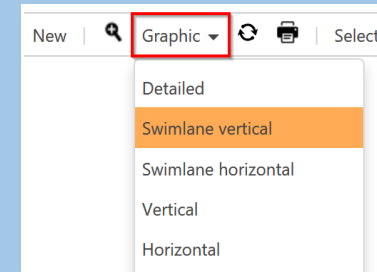 New Graphic Select
Detailed
Swimlane vertical
Swimlane horizontal
Vertical
Horizontal